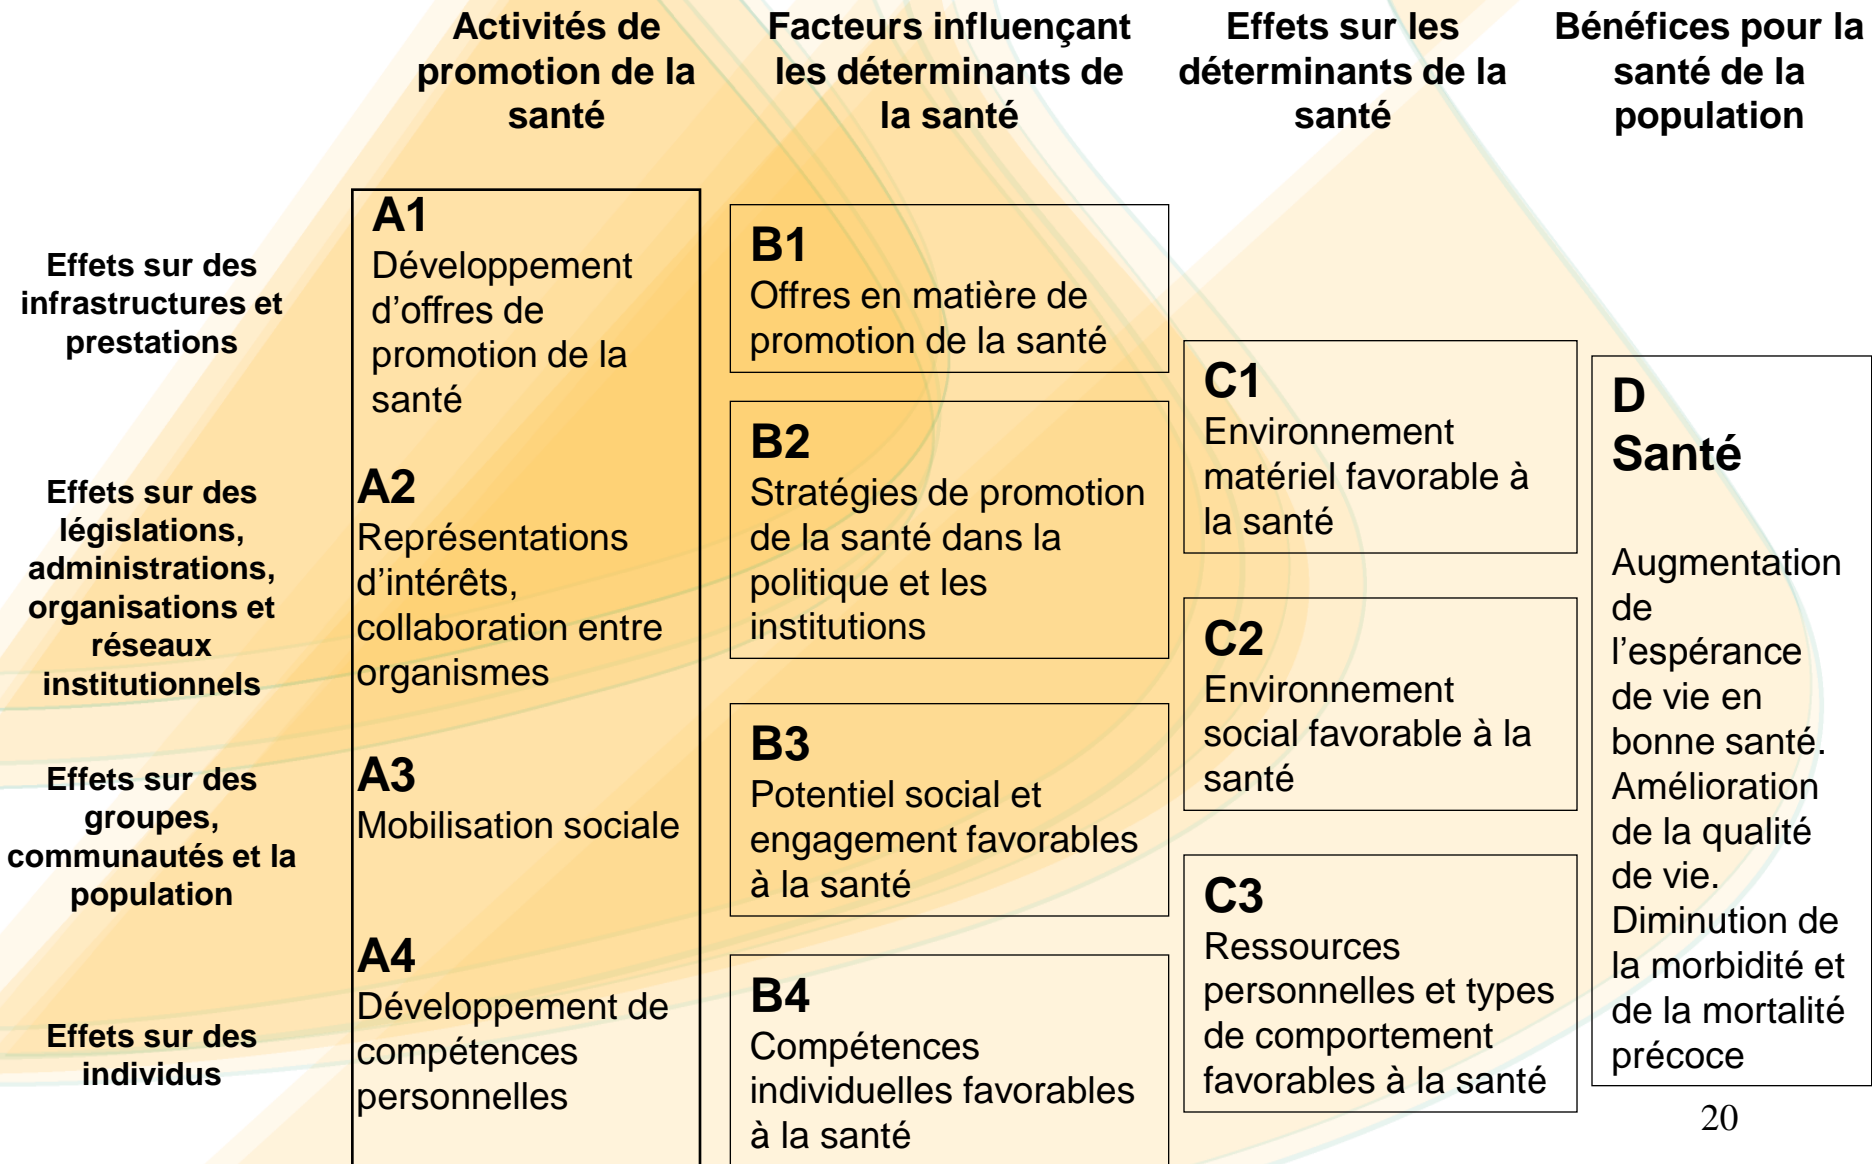 Activités de
promotion de la
santé
Facteurs influençant
les déterminants de
la santé
Effets sur les
déterminants de la
santé
Bénéfices pour la
santé de la
population
Effets sur des
infrastructures et
prestations
Effets sur des
législations,
administrations,
organisations et
réseaux
institutionnels
Effets sur des
groupes,
communautés et la
population
Effets sur des
individus
A1
Développement
d’offres de
promotion de la
santé
A2
Représentations
d’intérêts,
collaboration entre
organismes
A3
Mobilisation sociale
A4
Développement de
compétences
personnelles
B1
Offres en matière de
promotion de la santé
B2
Stratégies de promotion
de la santé dans la
politique et les
institutions
B3
Potentiel social et
engagement favorables
à la santé
B4
Compétences
individuelles favorables
à la santé
C1
Environnement
matériel favorable à
la santé
C2
Environnement
social favorable à la
santé
C3
Ressources
personnelles et types
de comportement
favorables à la santé
D
Santé
Augmentation
de
l’espérance
de vie en
bonne santé.
Amélioration
de la qualité
de vie.
Diminution de
la morbidité et
de la mortalité
précoce
20